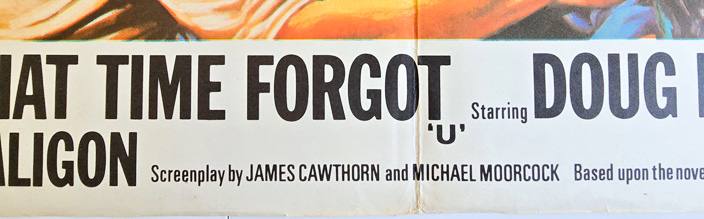 HAT TIME FORGOT 'U' Starring DOUG
ALIGON Screenplay by JAMES CAWTHORN and MICHAEL MOORCOCK Based upon the nove